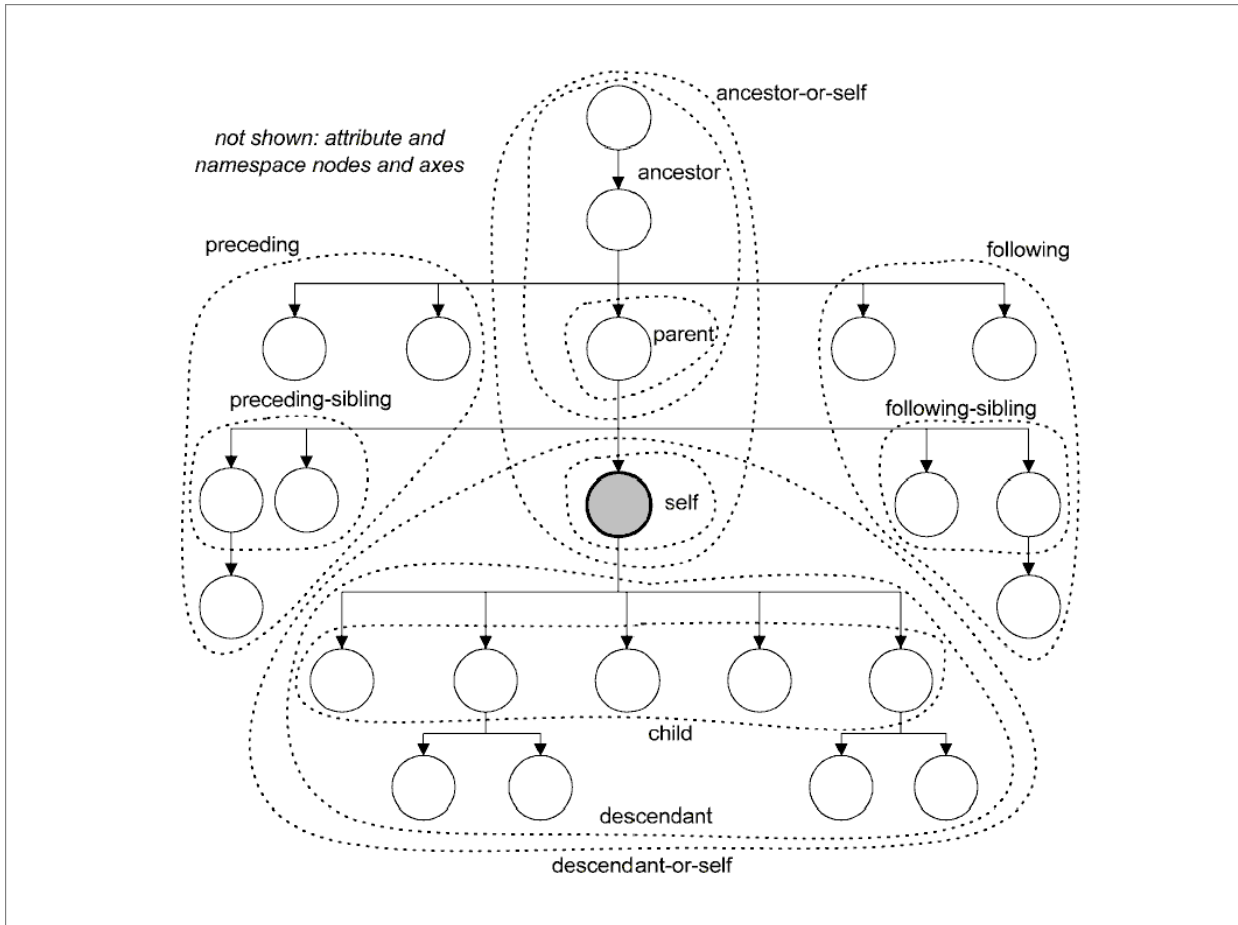 ancestor-or-self
not shown: attribute and
namespace nodes and axes
ancestor
preceding
following
parent
preceding-sibling
following-sibling
self
child
descendant
descendant-or-self